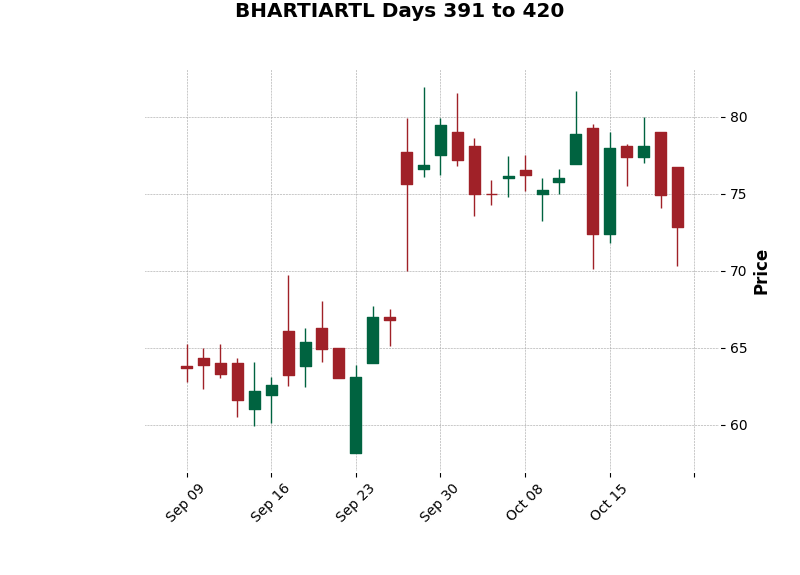 BHARTIARTL Days 391 to 420
80
75
70
65
60
Price
Sep 09
Sep 16
Sep 23
Sep 30
Oct 08
Oct 15